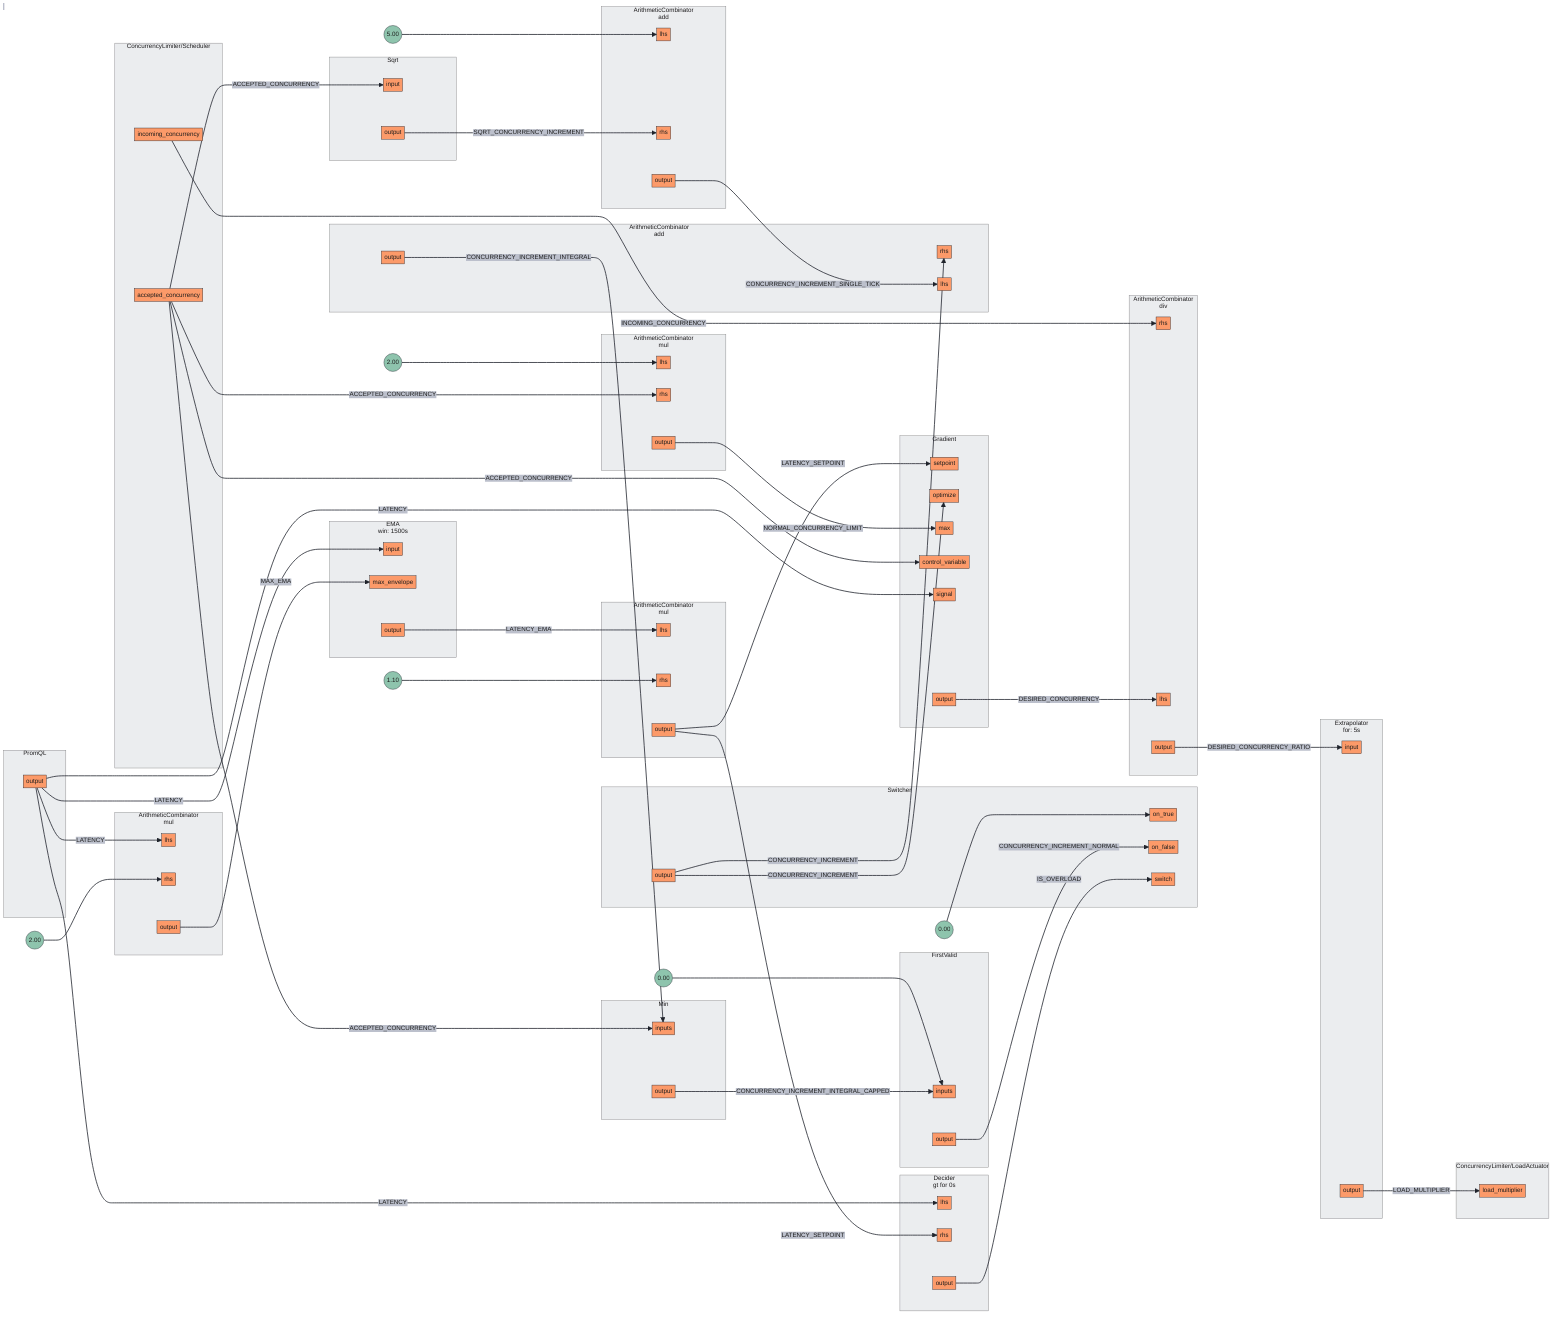 ConcurrencyLimiter/Scheduler
incoming_concurrency
accepted_concurrency
5.00
ArithmeticCombinator
add
lhs
rhs
output
Sqrt
input
output
ACCEPTED_CONCURRENCY
SQRT_CONCURRENCY_INCREMENT
ArithmeticCombinator
add
output
rhs
lhs
CONCURRENCY_INCREMENT_INTEGRAL
CONCURRENCY_INCREMENT_SINGLE_TICK
INCOMING_CONCURRENCY
ArithmeticCombinator
div
rhs
lhs
output
2.00
ArithmeticCombinator
mul
lhs
rhs
output
ACCEPTED_CONCURRENCY
Gradient
setpoint
optimize
max
control_variable
signal
output
LATENCY_SETPOINT
ACCEPTED_CONCURRENCY
LATENCY
NORMAL_CONCURRENCY_LIMIT
EMA
win: 1500s
input
max_envelope
output
MAX_EMA
LATENCY_EMA
1.10
ArithmeticCombinator
mul
lhs
rhs
output
DESIRED_CONCURRENCY
DESIRED_CONCURRENCY_RATIO
Extrapolator
for: 5s
input
output
PromQL
output
LATENCY
LATENCY
2.00
ArithmeticCombinator
mul
lhs
rhs
output
Switcher
on_true
on_false
switch
output
CONCURRENCY_INCREMENT
CONCURRENCY_INCREMENT
CONCURRENCY_INCREMENT_NORMAL
IS_OVERLOAD
0.00
0.00
FirstValid
inputs
output
Min
inputs
output
ACCEPTED_CONCURRENCY
CONCURRENCY_INCREMENT_INTEGRAL_CAPPED
Decider
gt for 0s
lhs
rhs
output
LATENCY
LATENCY_SETPOINT
LOAD_MULTIPLIER
ConcurrencyLimiter/LoadActuator
load_multiplier